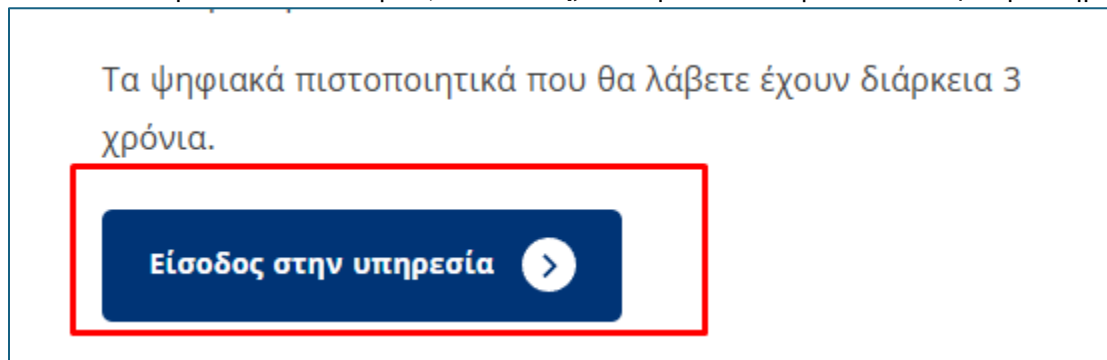 Τα ψηφιακά πιστοποιητικά που θα λάβετε έχουν διάρκεια 3
χρόνια.
Είσοδος στην υπηρεσία